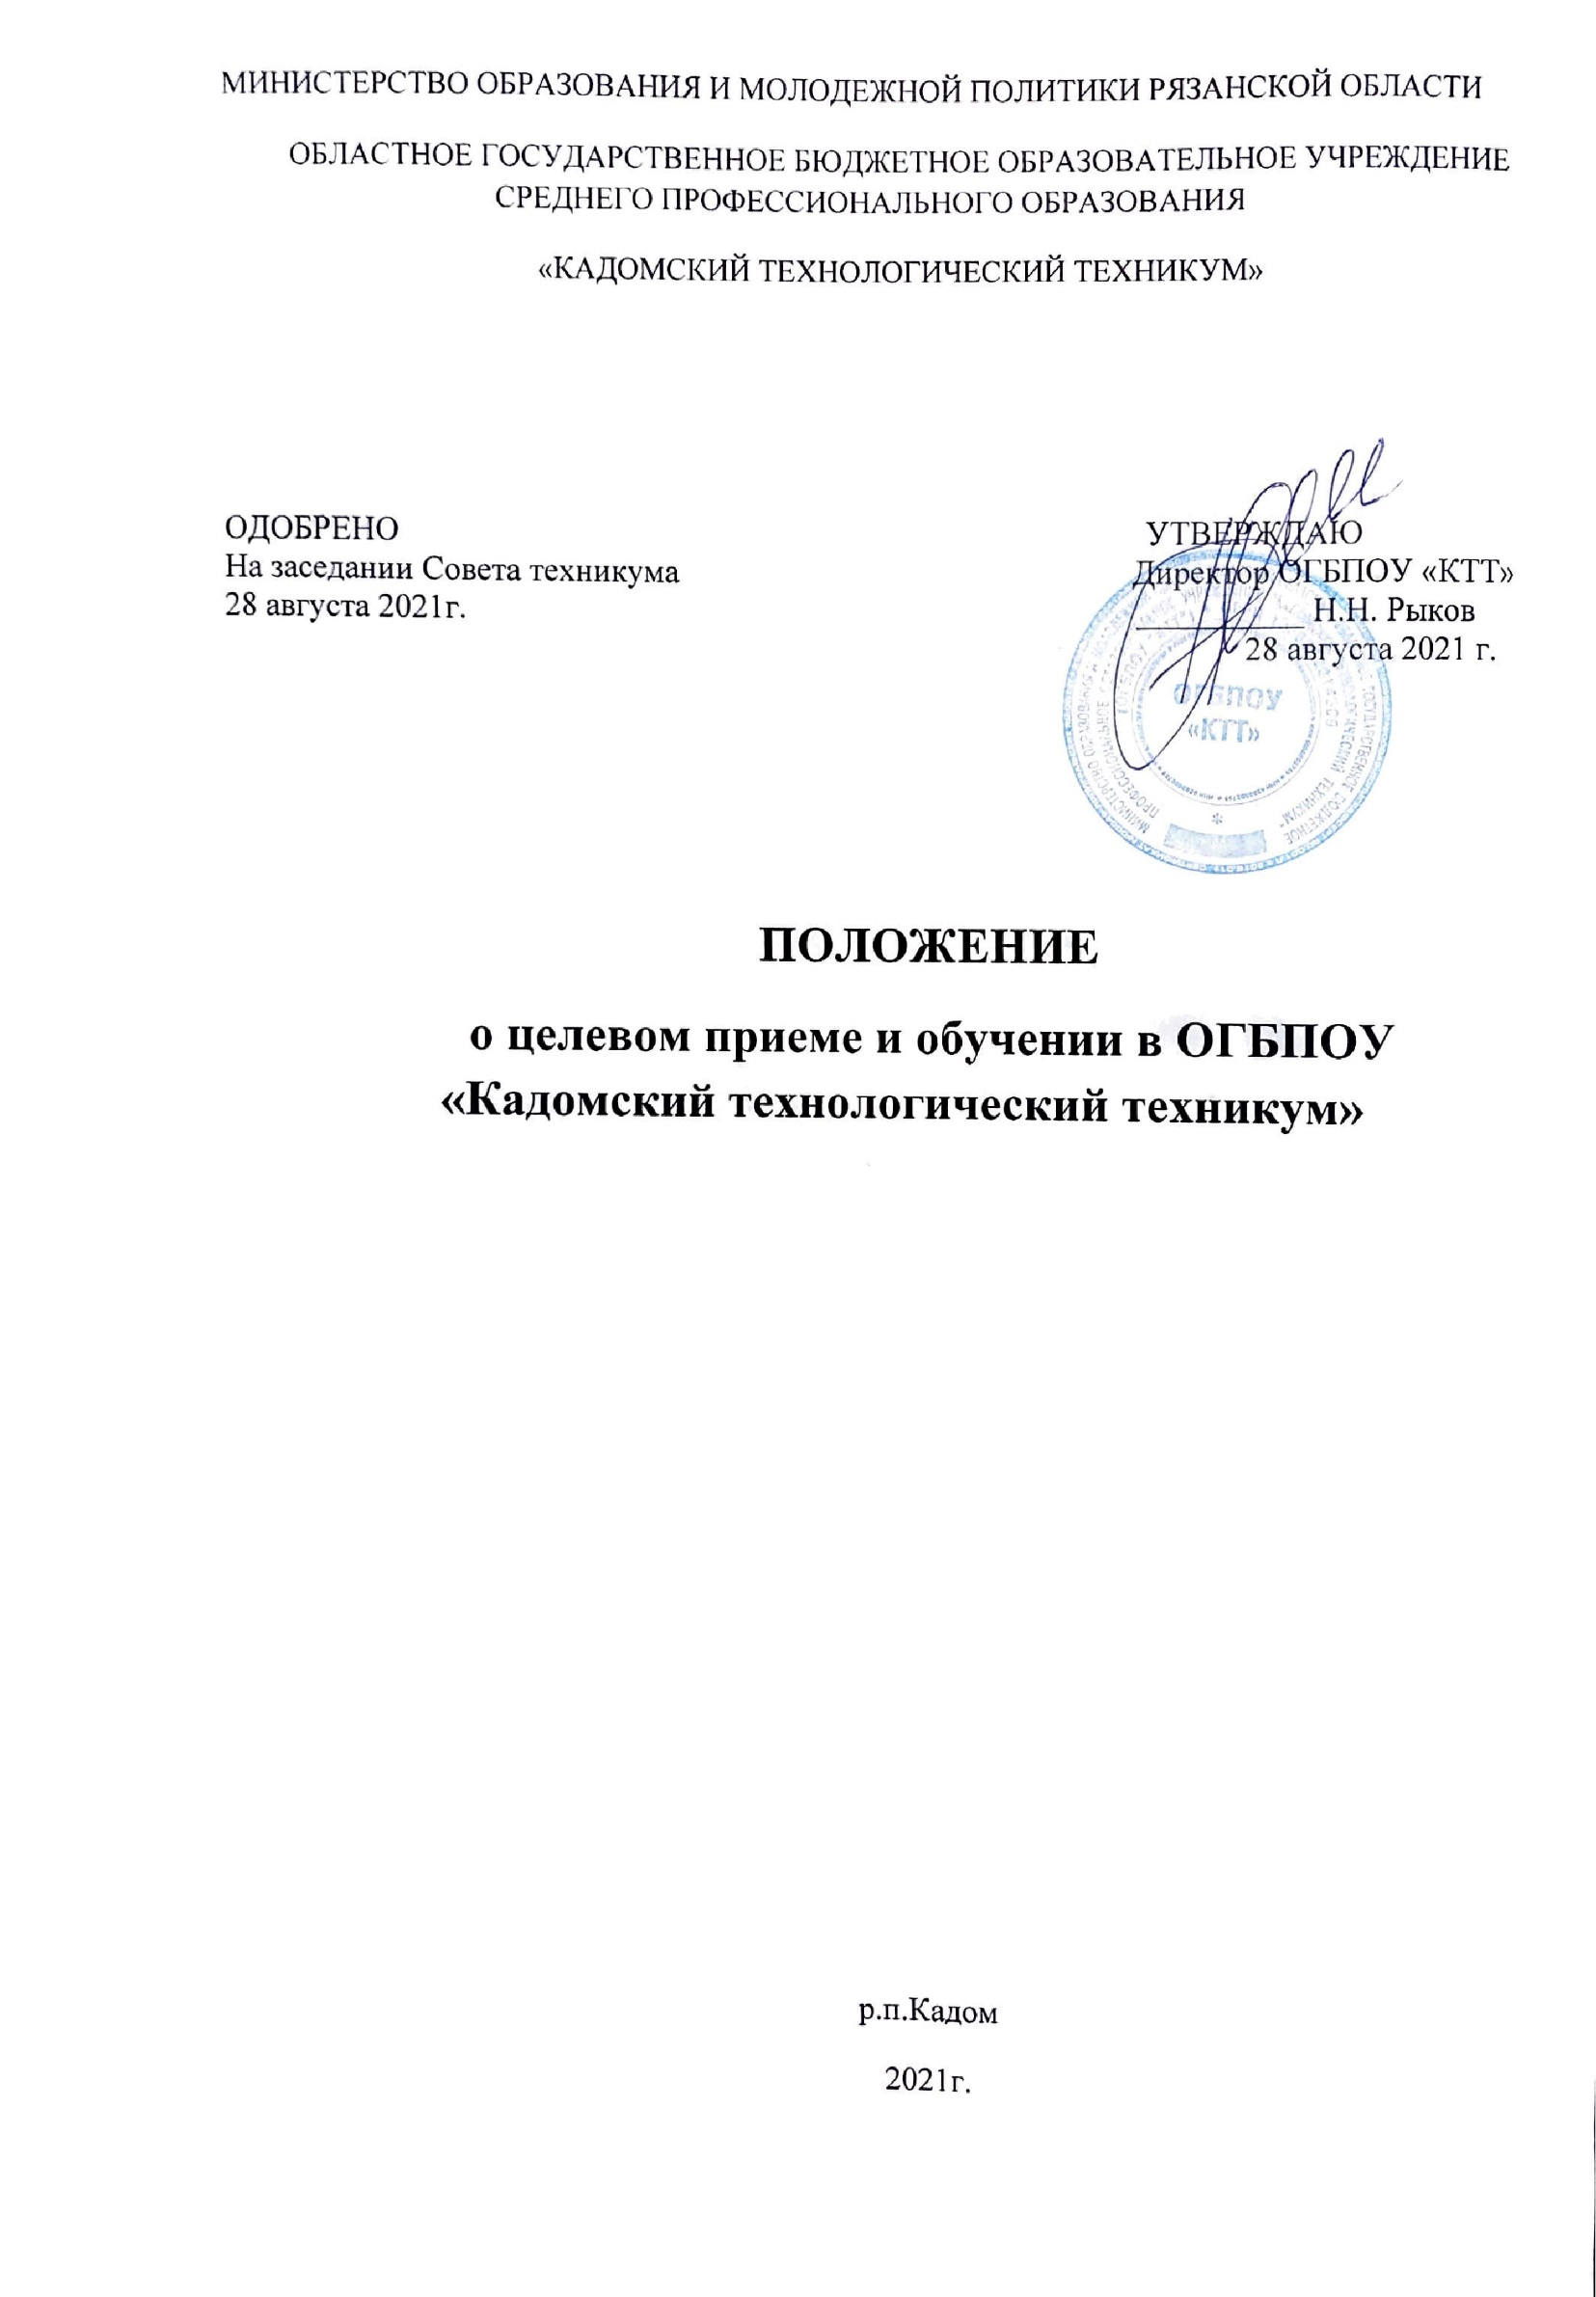 МИНИСТЕРСТВО ОБРАЗОВАНИЯ И МОЛОДЕЖНОЙ ПОЛИТИКИ РЯЗАНСКОЙ ОБЛАСТИ
ОБЛАСТНОЕ ГОСУДАРСТВЕННОЕ БЮДЖЕТНОЕ ОБРАЗОВАТЕЛЬНОЕ УЧРЕЖДЕНИЕ
СРЕДНЕГО ПРОФЕССИОНАЛЬНОГО ОБРАЗОВАНИЯ
«КАДОМСКИЙ ТЕХНОЛОГИЧЕСКИЙ ТЕХНИКУМ»
ОДОБРЕНО
На заседании Совета техникума
28 августа 2021г.
УТВЕРЖДАЮ
Директор ОГБПОУ «КТТ»
Н.Н. Рыков
28 августа 2021 г.
ОГБПОУ
«КТТ»
ПОЛОЖЕНИЕ
о целевом приеме и обучении в ОГБПОУ
«Кадомский технологический техникум»
р.п.Кадом
2021г.